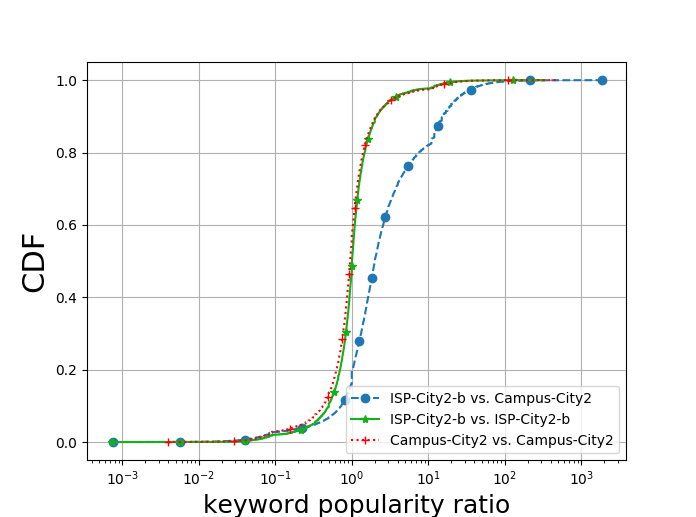 1.0
0.8
0.6
0.4
0.2
0.0
CDF
ISP-City2-b vs. Campus-City2
ISP-City2-b vs. ISP-City2-b
Campus-City2 vs. Campus-City2
10⁻³ 10⁻² 10⁻¹ 10⁰ 10¹ 10² 10³
keyword popularity ratio